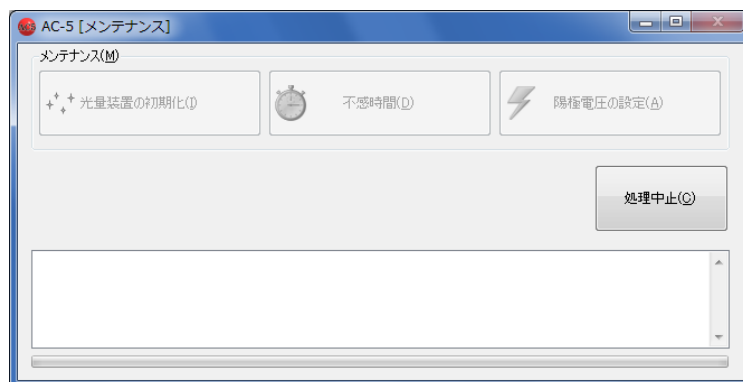 AC-5 [メンテナンス]
メンテナンス(M)
光量装置の初期化(I)
不感時間(D)
陽極電圧の設定(A)
処理中止(C)